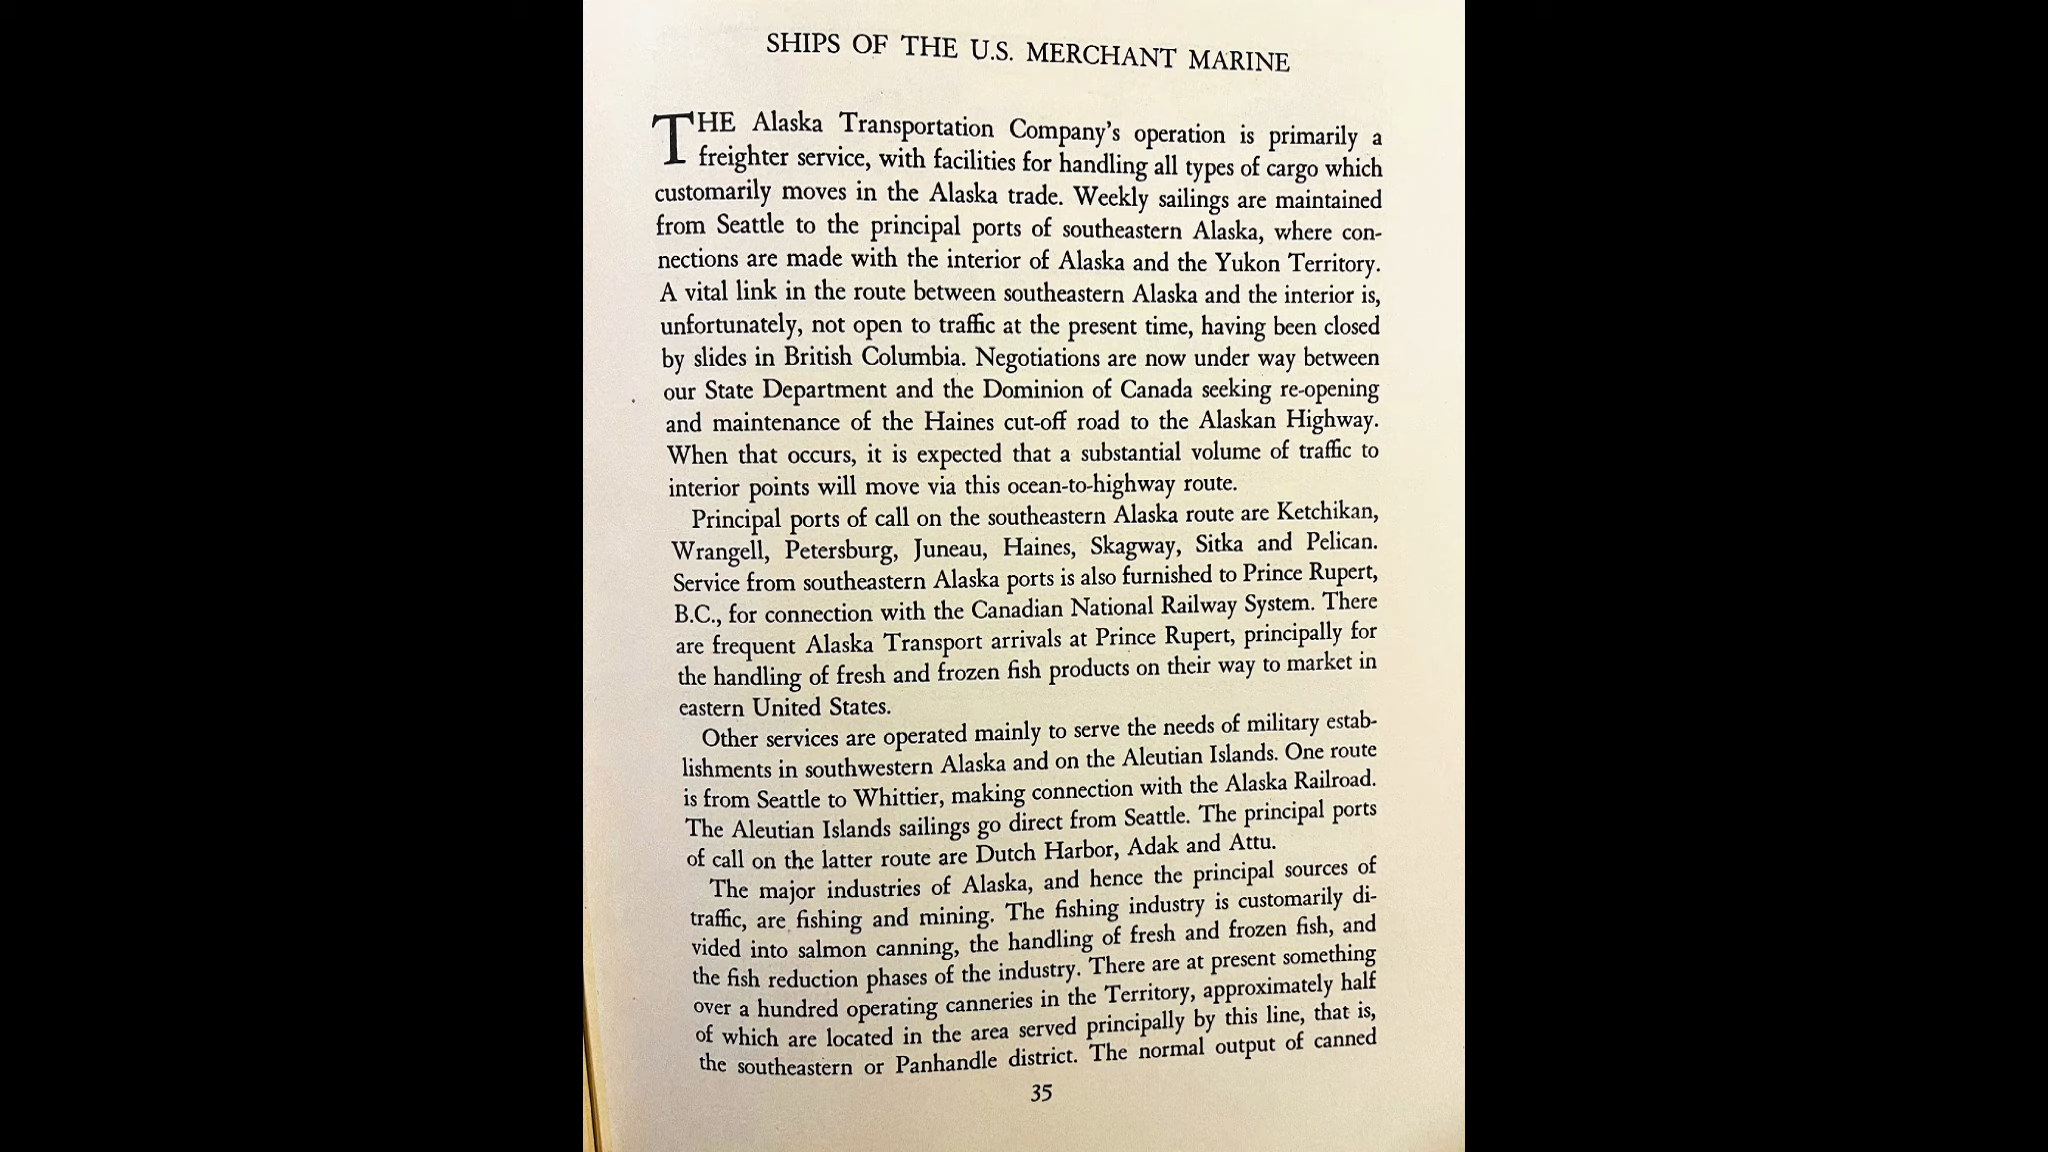 SHIPS OF THE U.S. MERCHANT MARINE
THE Alaska Transportation Company's operation is primarily a
freighter service, with facilities for handling all types of cargo which
customarily moves in the Alaska trade. Weekly sailings are maintained
from Seattle to the principal ports of southeastern Alaska, where con-
nections are made with the interior of Alaska and the Yukon Territory.
A vital link in the route between southeastern Alaska and the interior is,
unfortunately, not open to traffic at the present time, having been closed
by slides in British Columbia. Negotiations are now under way between
our State Department and the Dominion of Canada seeking re-opening
and maintenance of the Haines cut-off road to the Alaskan Highway.
When that occurs, it is expected that a substantial volume of traffic to
interior points will move via this ocean-to-highway route.
Principal ports of call on the southeastern Alaska route are Ketchikan,
Wrangell, Petersburg, Juneau, Haines, Skagway, Sitka and Pelican.
Service from southeastern Alaska ports is also furnished to Prince Rupert,
B.C., for connection with the Canadian National Railway System. There
are frequent Alaska Transport arrivals at Prince Rupert, principally for
the handling of fresh and frozen fish products on their way to market in
eastern United States.
Other services are operated mainly to serve the needs of military estab-
lishments in southwestern Alaska and on the Aleutian Islands. One route
is from Seattle to Whittier, making connection with the Alaska Railroad.
The Aleutian Islands sailings go direct from Seattle. The principal ports
of call on the latter route are Dutch Harbor, Adak and Attu.
The major industries of Alaska, and hence the principal sources of
traffic, are fishing and mining. The fishing industry is customarily di-
vided into salmon canning, the handling of fresh and frozen fish, and
the fish reduction phases of the industry. There are at present something
over a hundred operating canneries in the Territory, approximately half
of which are located in the area served principally by this line, that is,
the southeastern or Panhandle district. The normal output of canned
35